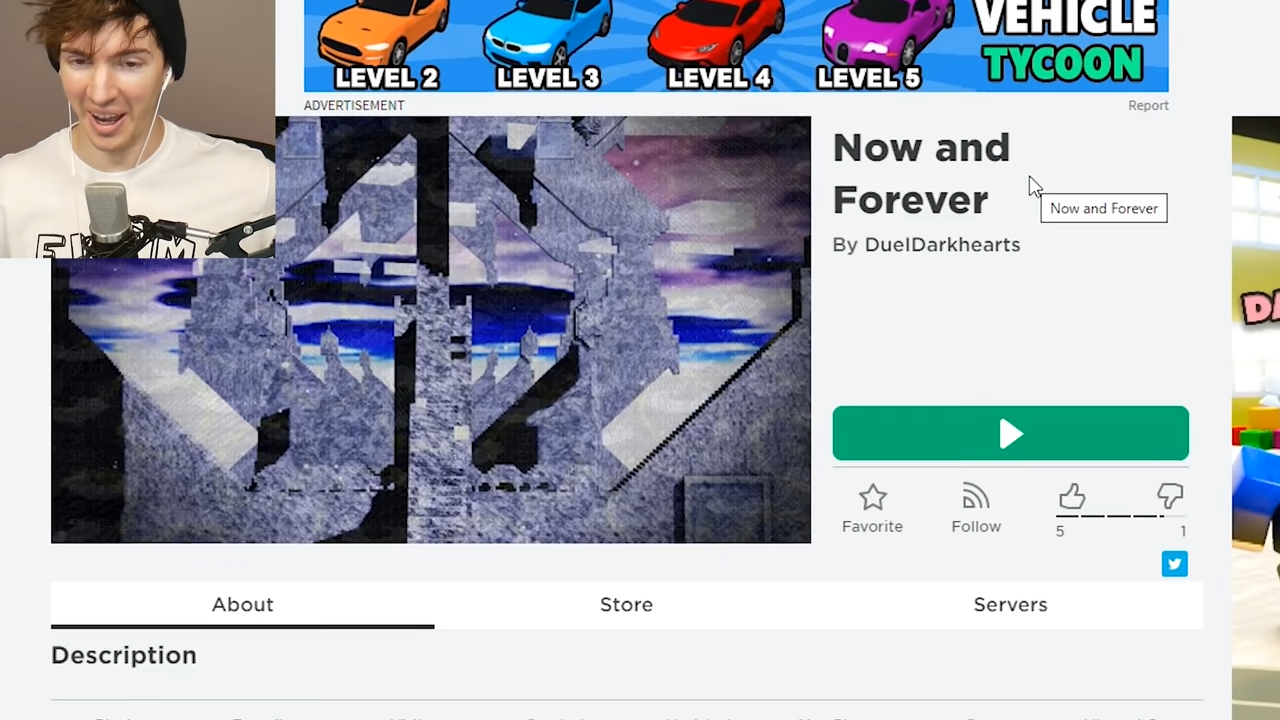 VEHICLE
TYCOON
LEVEL 2 LEVEL 3 LEVEL 4 LEVEL 5
ADVERTISEMENT Report
Now and
Forever
Now and Forever
By DuelDarkhearts
Favorite Follow 5 1
About Store Servers
Description